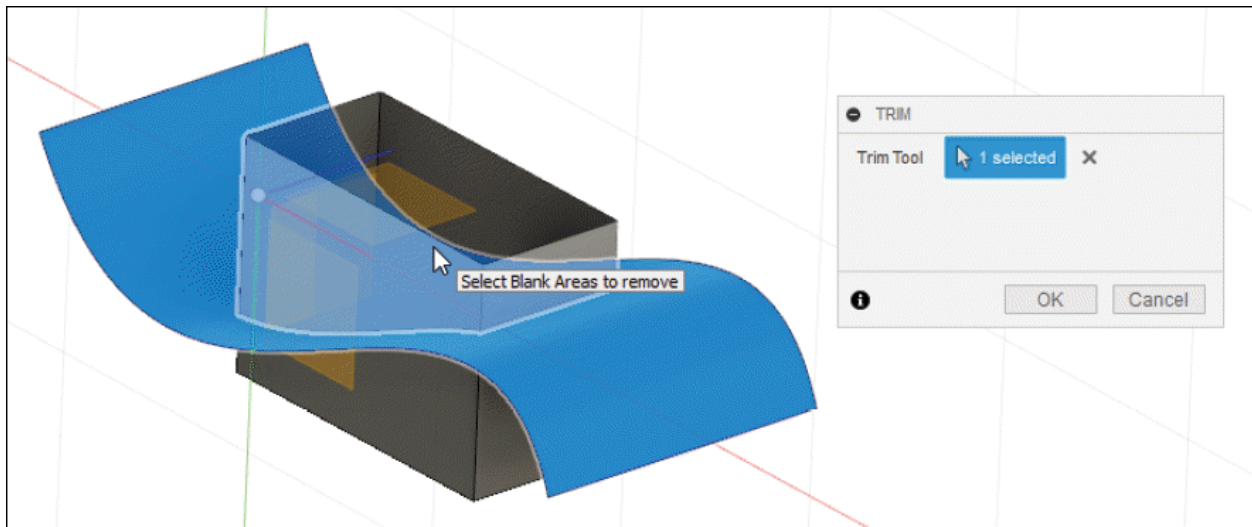 TRIM
Trim Tool
1 selected
Select Blank Areas to remove
OK
Cancel